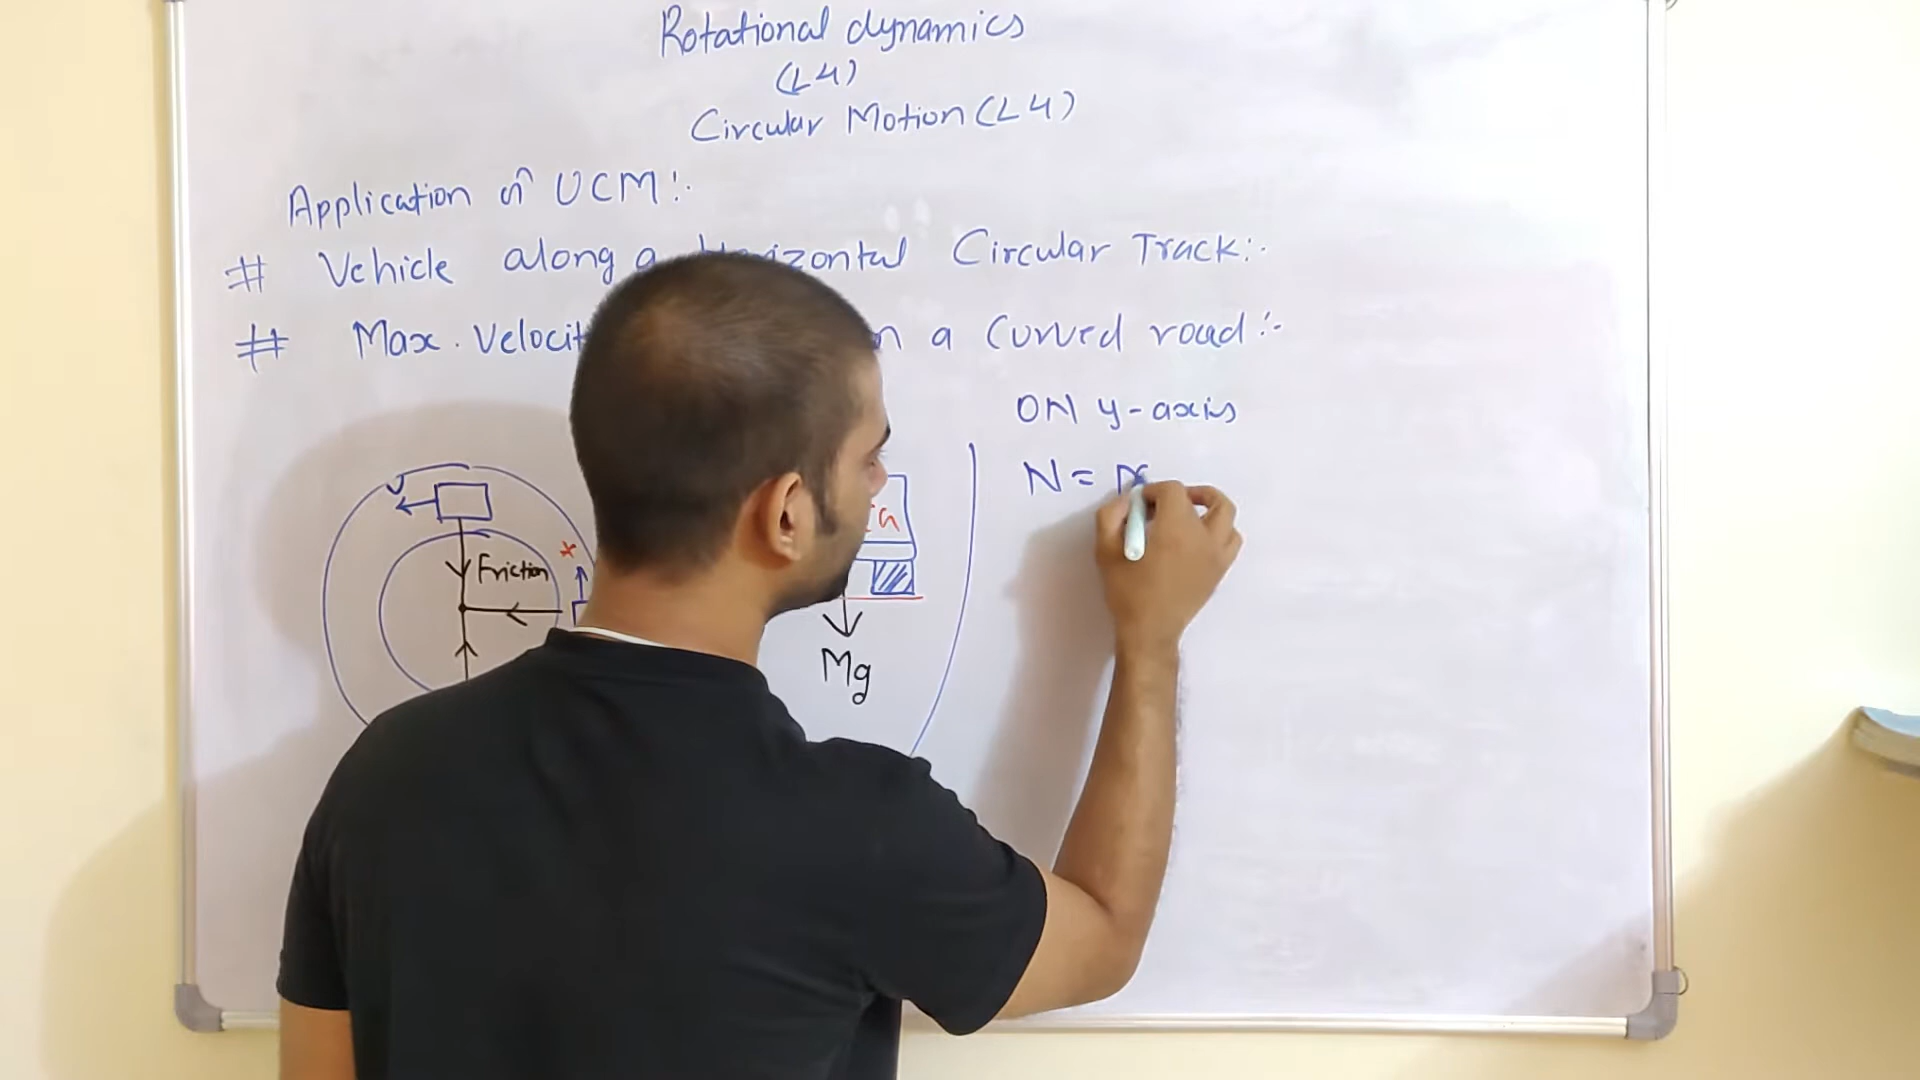 Rotational dynamics
(L4)
Circular Motion (L4)
Application of UCM:-
# Vehicle along a Horizontal Circular Track:-
# Max. Velocit n a Curved road:-
ON y-axis
N =
Friction
Mg